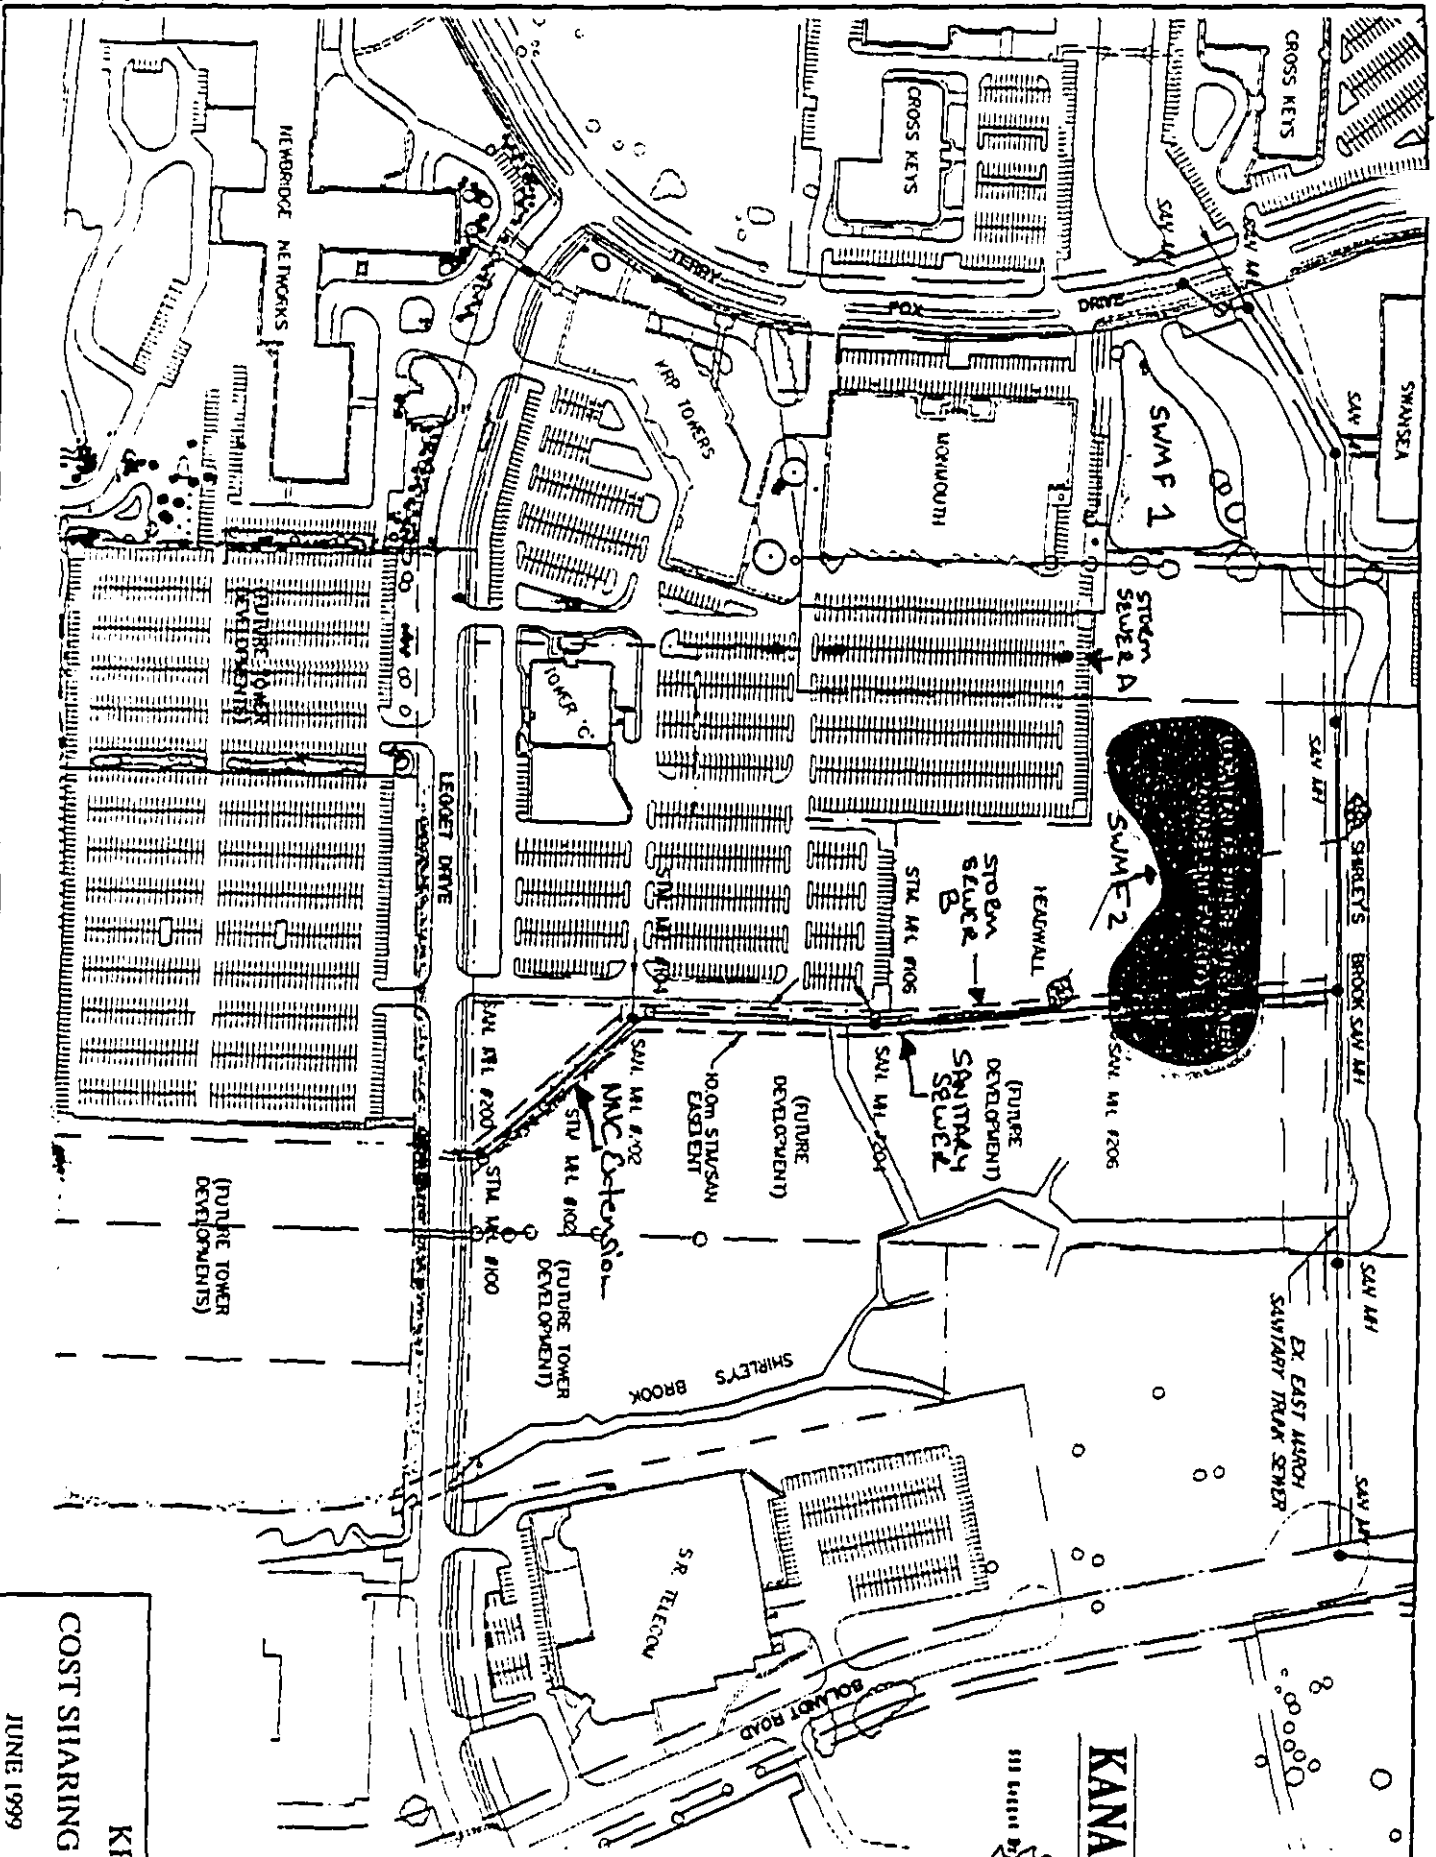 CROSS KEYS
CROSS KEYS
SWANSEA
NEWBRIDGE NETWORKS
SAN MH
SAN MH
SAN MH
TERRY
FOX
DRIVE
KRP TOWERS
MONMOUTH
SWMF 1
STORM
SEWER A
(FUTURE TOWER
DEVELOPMENTS)
TOWER 'C'
LEGGET DRIVE
SAN MH
SHIRLEY'S BROOK SAN MH
SWMF 2
STORM
SEWER
B
HEADWALL
STM. MH. #106
STM. MH. #104
SAN. MH. #206
(FUTURE
DEVELOPMENT)
SANITARY
SEWER
SAN. MH. #204
(FUTURE
DEVELOPMENT)
10.0m STM/SAN
EASEMENT
SAN. MH. #202
NNC Extension
STM MH. #102
SAN. MH. #200
STM. MH. #100
(FUTURE TOWER
DEVELOPMENT)
(FUTURE TOWER
DEVELOPMENTS)
SAN MH
EX. EAST MARCH
SANITARY TRUNK SEWER
SAN MH
SHIRLEY'S BROOK
S.R. TELECOM
KANA
COST SHARING
JUNE 1999